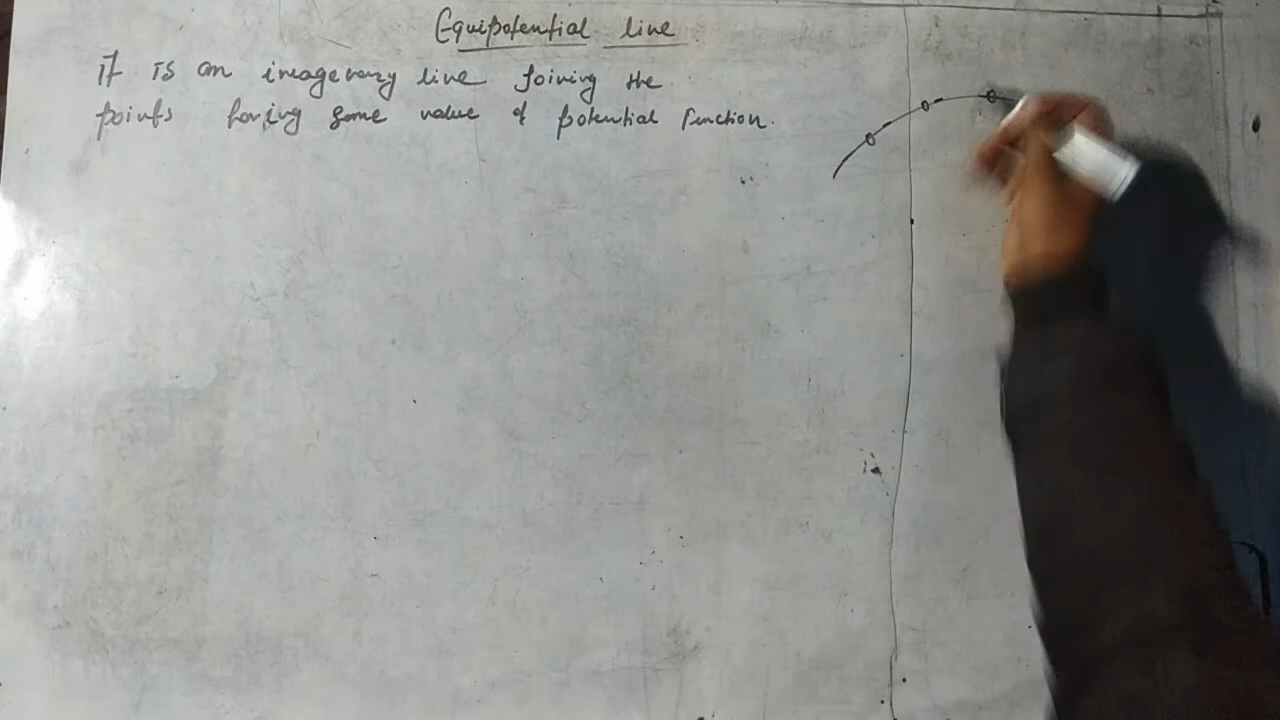 Equipotential line
it is an imagenary line Joining the
points having same value of potential function.